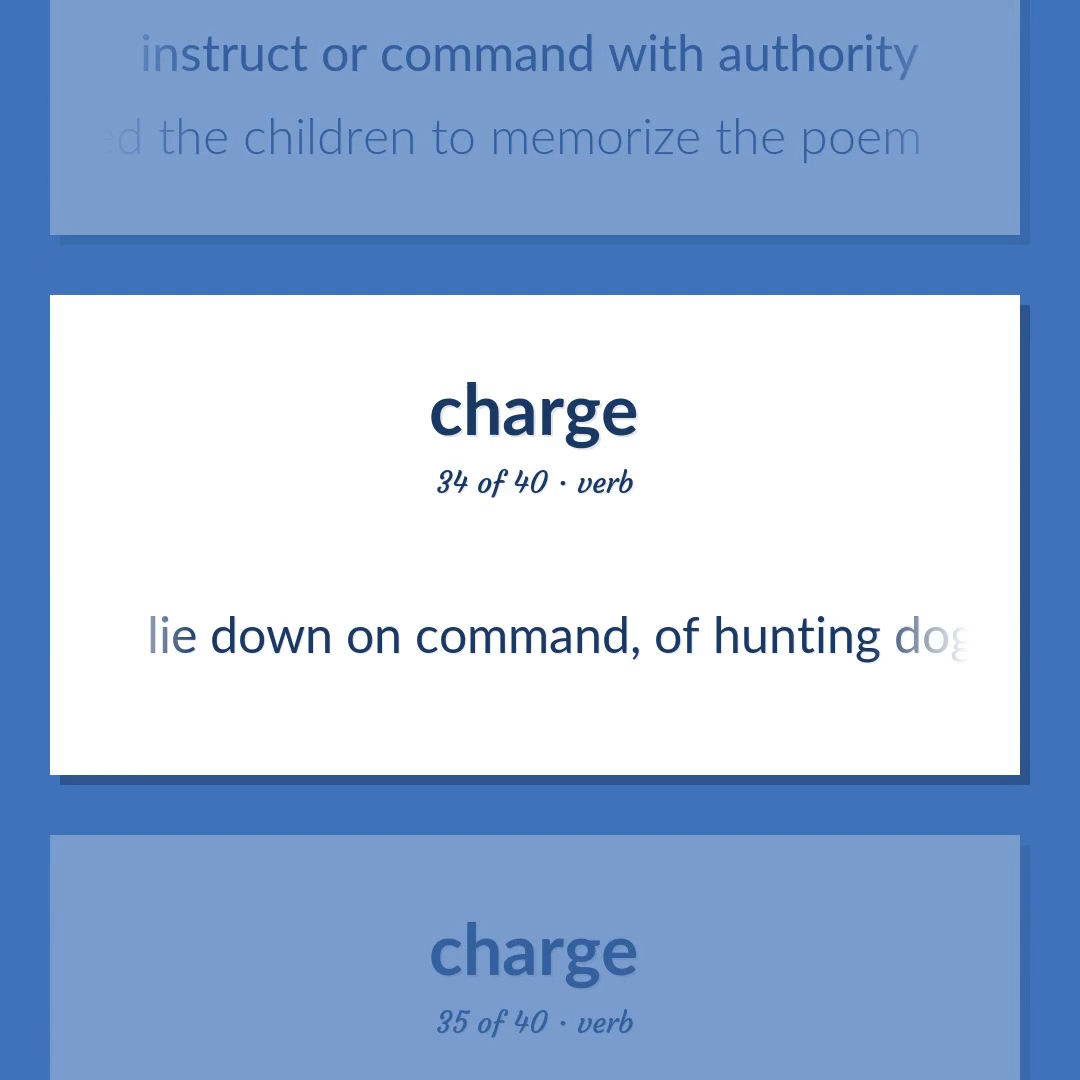 instruct or command with authority
the children to memorize the poem
charge
34 of 40 · verb
lie down on command, of hunting
charge
35 of 40 · verb